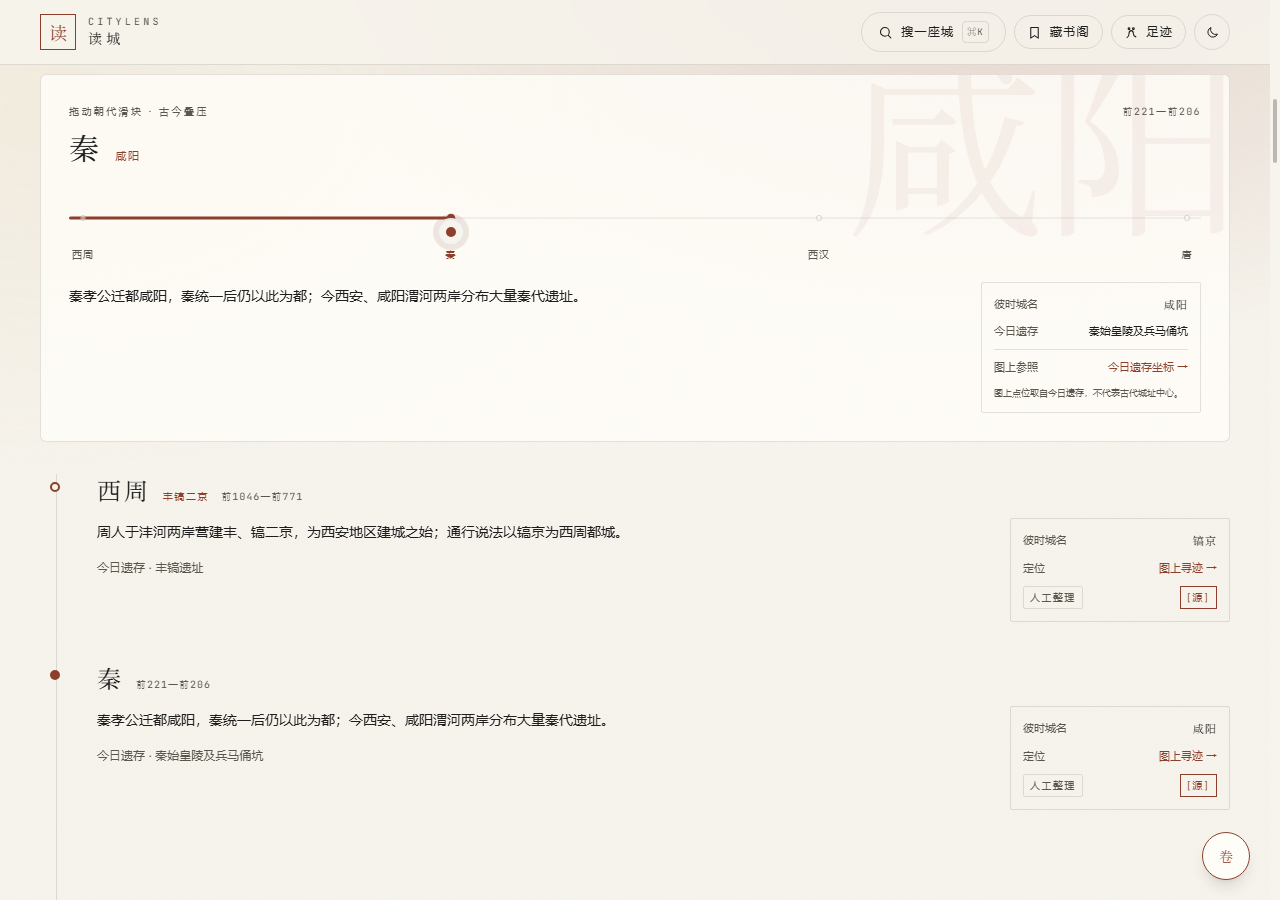 读
CITYLENS
读城
搜一座城 ⌘K
藏书阁
足迹
拖动朝代滑块 · 古今叠压
前221—前206
咸阳
秦 咸阳
西周 秦 西汉 唐
秦孝公迁都咸阳，秦统一后仍以此为都；今西安、咸阳渭河两岸分布大量秦代遗址。
彼时城名 咸阳
今日遗存 秦始皇陵及兵马俑坑
图上参照 今日遗存坐标 →
图上点位取自今日遗存，不代表古代城址中心。
西周 丰镐二京 前1046—前771
周人于沣河两岸营建丰、镐二京，为西安地区建城之始；通行说法以镐京为西周都城。
今日遗存 · 丰镐遗址
彼时城名 镐京
定位 图上寻迹 →
人工整理 [源]
秦 前221—前206
秦孝公迁都咸阳，秦统一后仍以此为都；今西安、咸阳渭河两岸分布大量秦代遗址。
今日遗存 · 秦始皇陵及兵马俑坑
彼时城名 咸阳
定位 图上寻迹 →
人工整理 [源]
卷